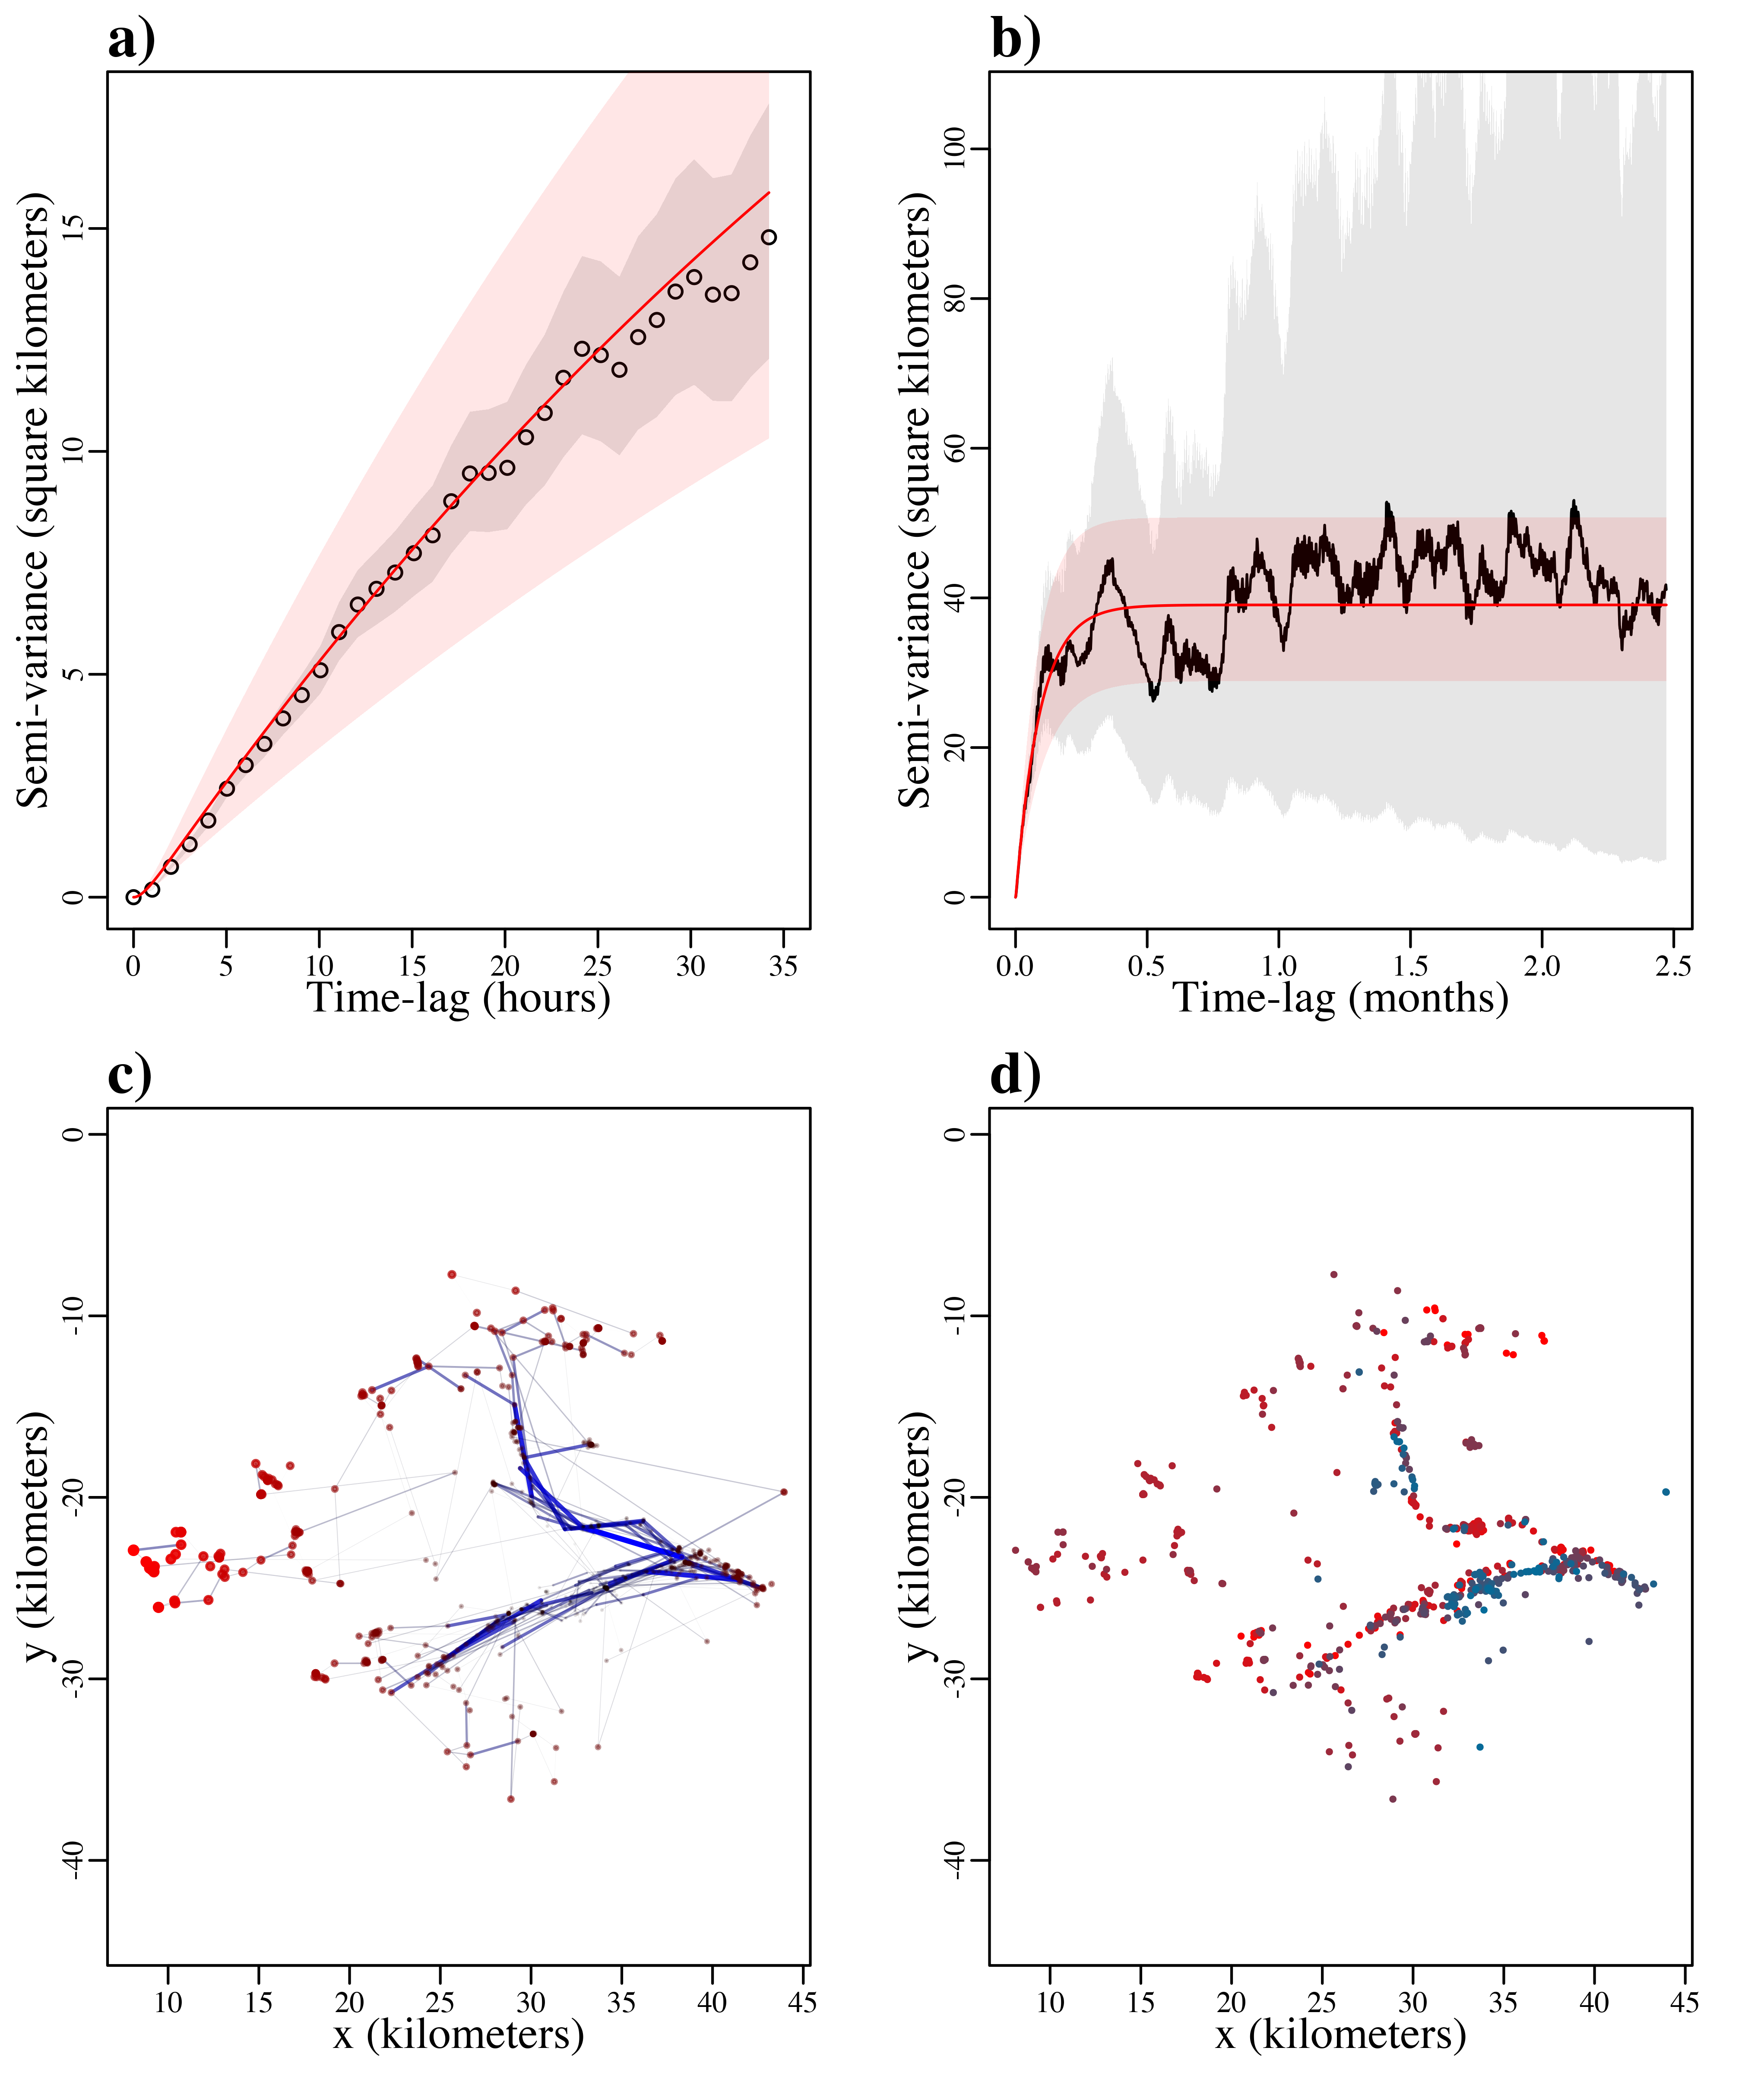 a)
Semi-variance (square kilometers)
15
10
5
0
0 5 10 15 20 25 30 35
Time-lag (hours)
b)
Semi-variance (square kilometers)
100
80
60
40
20
0
0.0 0.5 1.0 1.5 2.0 2.5
Time-lag (months)
c)
y (kilometers)
0
-10
-20
-30
-40
10 15 20 25 30 35 40 45
x (kilometers)
d)
y (kilometers)
0
-10
-20
-30
-40
10 15 20 25 30 35 40 45
x (kilometers)